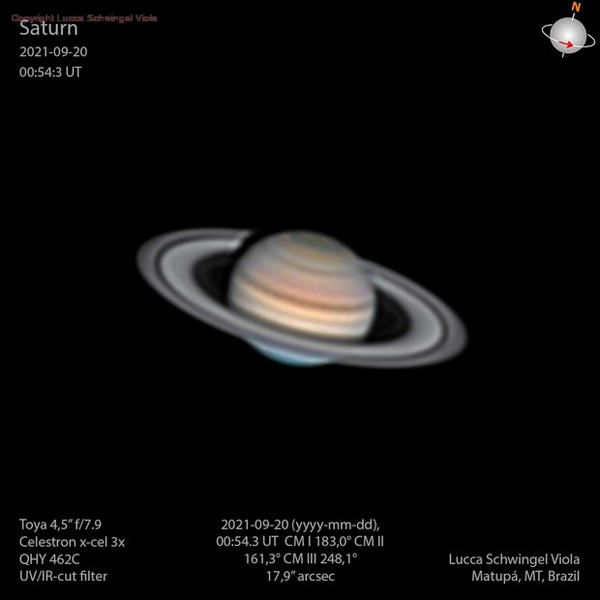 Copyright Lucca Schwingel Viola
Saturn
2021-09-20
00:54:3 UT
N
Toya 4,5" f/7.9
Celestron x-cel 3x
QHY 462C
UV/IR-cut filter
2021-09-20 (yyyy-mm-dd),
00:54.3 UT CM I 183,0° CM II
161,3° CM III 248,1°
17,9" arcsec
Lucca Schwingel Viola
Matupá, MT, Brazil